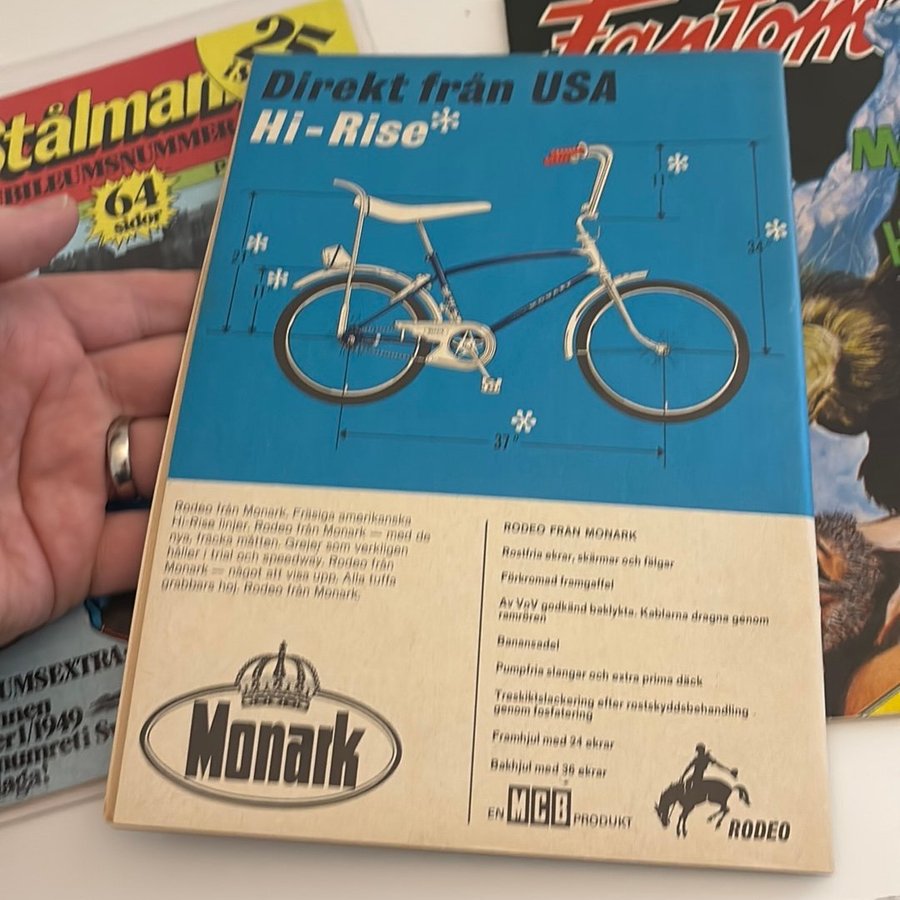 25
Stålman
JUBILEUMSNUMMER
64
sidor
Fantom
Direkt från USA
Hi-Rise*
11"
*
34"
*
*
21"
*
11"
*
37"
MONARK
Rodeo från Monark. Fräsiga amerikanska
Hi-Rise linjer. Rodeo från Monark — med de
nya, fräcka måtten. Grejer som verkligen
håller i trial och speedway. Rodeo från
Monark — något att visa upp. Alla tuffa
grabbars hoj. Rodeo från Monark.
Monark
RODEO FRÅN MONARK
Rostfria ekrar, skärmar och fälgar
Förkromad framgaffel
Av VoV godkänd baklykta. Kablarna dragna genom
ramrören
Banansadel
Pumpfria slangar och extra prima däck
Treskiktslackering efter rostskyddsbehandling
genom fosfatering
Framhjul med 24 ekrar
Bakhjul med 36 ekrar
EN MCB PRODUKT
RODEO
UMSEXTRA
nnen
er 1/1949
numret i S
aga!